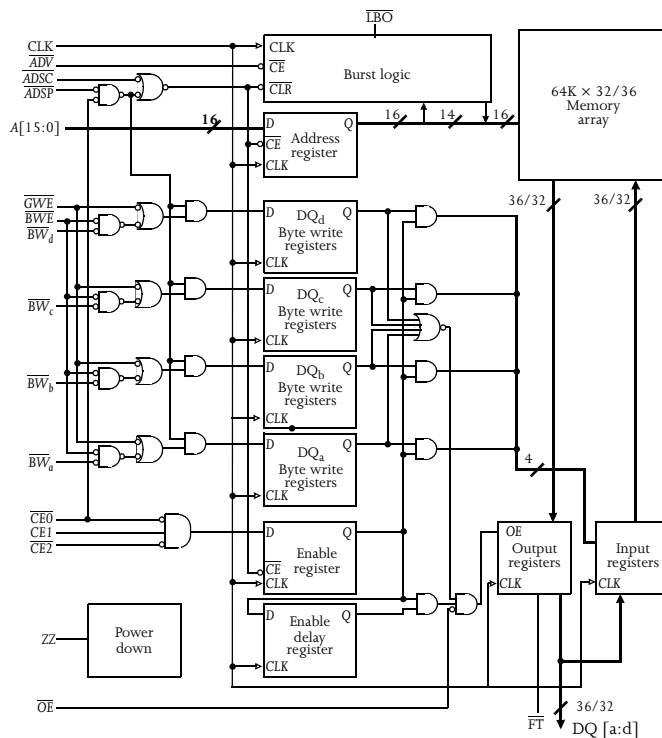 LBO
CLK
ADV
ADSC
ADSP
A[15:0]
16
CLK
CE
CLR
Burst logic
64K × 32/36
Memory
array
D
Q
CE
CLK
Address
register
16
14
16
36/32
36/32
GWE
BWE
BWd
D
DQd
Q
Byte write
registers
CLK
BWc
D
DQc
Q
Byte write
registers
CLK
BWb
D
DQb
Q
Byte write
registers
CLK
BWa
D
DQa
Q
Byte write
registers
CLK
4
CE0
CE1
CE2
D
Q
Enable
register
CE
CLK
OE
Output
registers
CLK
Input
registers
CLK
ZZ
Power
down
D
Q
Enable
delay
register
CLK
OE
FT
36/32
DQ [a:d]